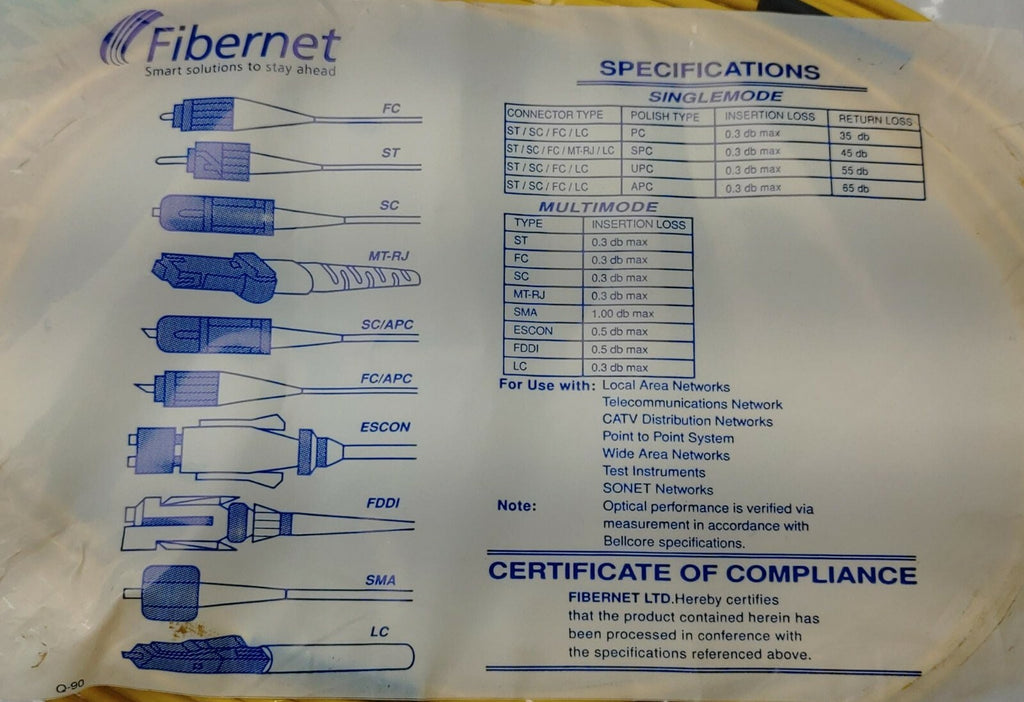 Fibernet
Smart solutions to stay ahead
FC
ST
SC
MT-RJ
SC/APC
FC/APC
ESCON
FDDI
SMA
LC
Q-90
SPECIFICATIONS
SINGLEMODE
CONNECTOR TYPE POLISH TYPE INSERTION LOSS RETURN LOSS
ST / SC / FC / LC PC 0.3 db max 35 db
ST / SC / FC / MT-RJ / LC SPC 0.3 db max 45 db
ST / SC / FC / LC UPC 0.3 db max 55 db
ST / SC / FC / LC APC 0.3 db max 65 db
MULTIMODE
TYPE INSERTION LOSS
ST 0.3 db max
FC 0.3 db max
SC 0.3 db max
MT-RJ 0.3 db max
SMA 1.00 db max
ESCON 0.5 db max
FDDI 0.5 db max
LC 0.3 db max
For Use with: Local Area Networks
Telecommunications Network
CATV Distribution Networks
Point to Point System
Wide Area Networks
Test Instruments
SONET Networks
Note: Optical performance is verified via
measurement in accordance with
Bellcore specifications.
CERTIFICATE OF COMPLIANCE
FIBERNET LTD.Hereby certifies
that the product contained herein has
been processed in conference with
the specifications referenced above.